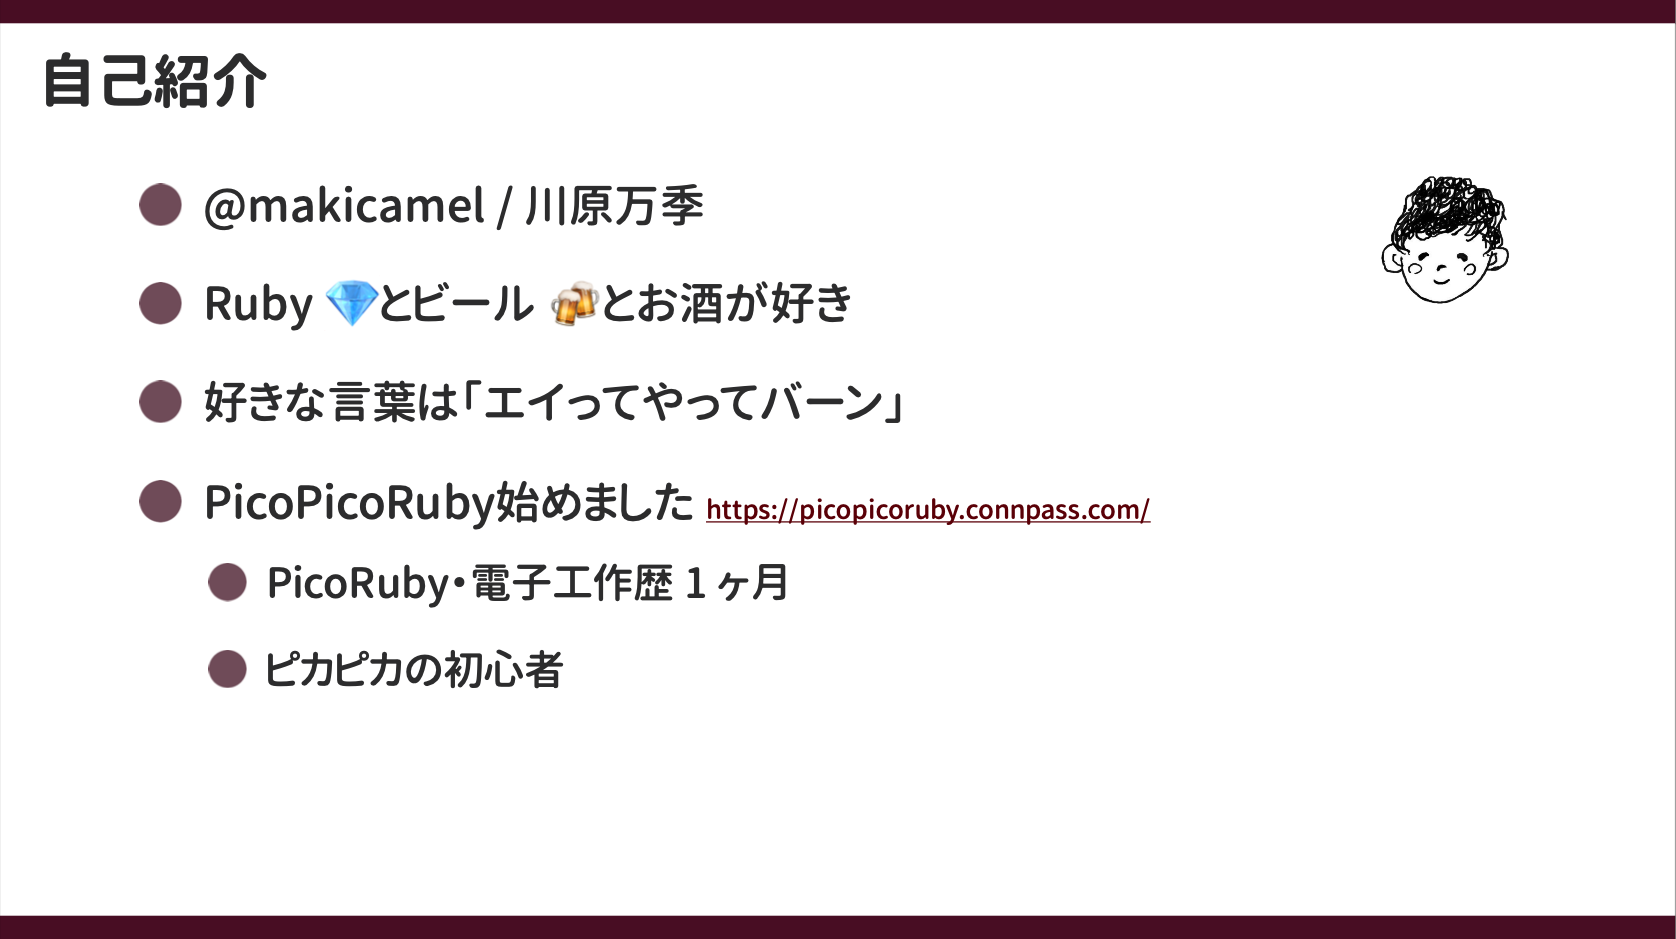 自己紹介
@makicamel / 川原万季
Ruby 💎とビール 🍻とお酒が好き
好きな言葉は「エイってやってバーン」
PicoPicoRuby始めました https://picopicoruby.connpass.com/
PicoRuby・電子工作歴 1 ヶ月
ピカピカの初心者